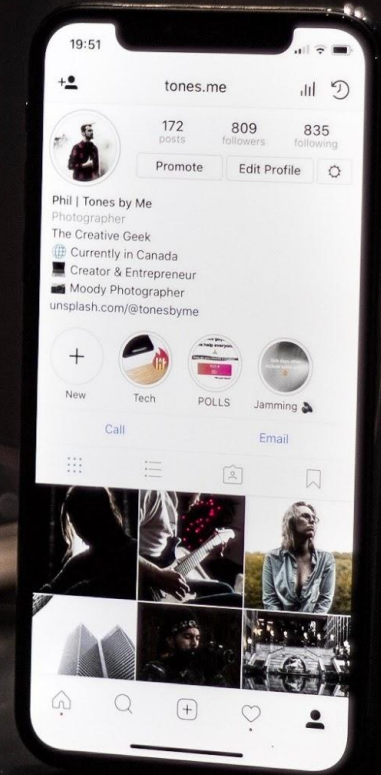 19:51
tones.me
172 809 835
posts followers following
Promote Edit Profile
Phil | Tones by Me
Photographer
The Creative Geek
Currently in Canada
Creator & Entrepreneur
Moody Photographer
unsplash.com/@tonesbyme
New Tech POLLS Jamming
Call Email